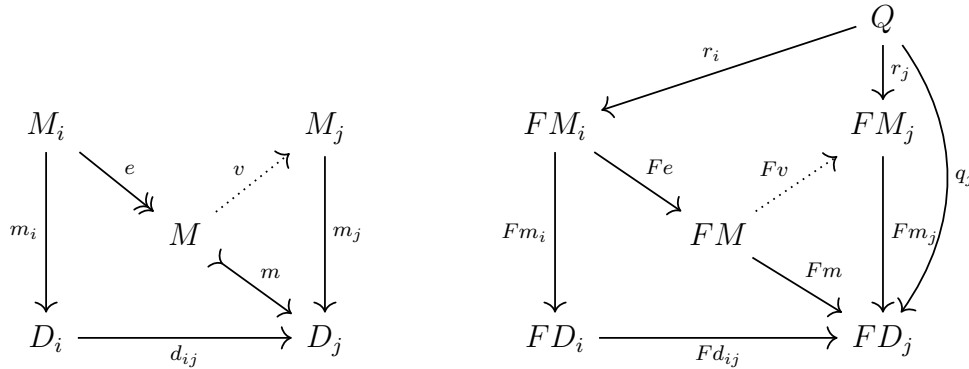 Q
r_i
r_j
M_i M_j FM_i FM_j
e v Fe Fv
q_j
m_i M m_j Fm_i FM Fm_j
m Fm
D_i D_j FD_i FD_j
d_{ij} Fd_{ij}